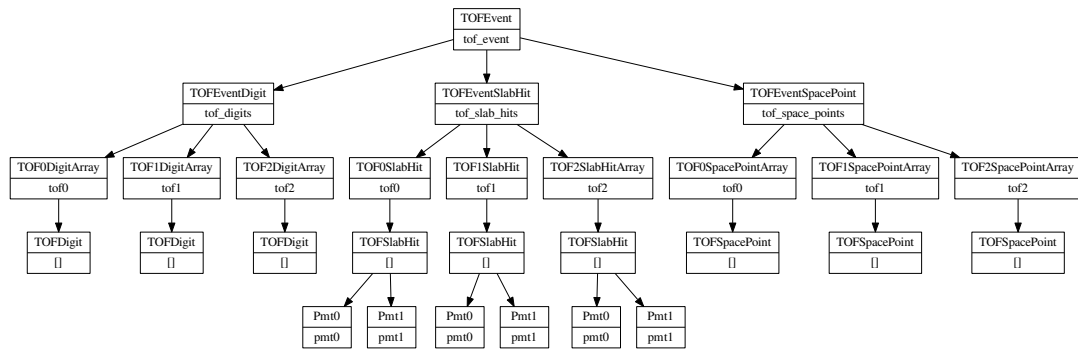 TOFEvent
tof_event
TOFEventDigit
tof_digits
TOFEventSlabHit
tof_slab_hits
TOFEventSpacePoint
tof_space_points
TOF0DigitArray
tof0
TOF1DigitArray
tof1
TOF2DigitArray
tof2
TOF0SlabHit
tof0
TOF1SlabHit
tof1
TOF2SlabHitArray
tof2
TOF0SpacePointArray
tof0
TOF1SpacePointArray
tof1
TOF2SpacePointArray
tof2
TOFDigit
[]
TOFDigit
[]
TOFDigit
[]
TOFSlabHit
[]
TOFSlabHit
[]
TOFSlabHit
[]
TOFSpacePoint
[]
TOFSpacePoint
[]
TOFSpacePoint
[]
Pmt0
pmt0
Pmt1
pmt1
Pmt0
pmt0
Pmt1
pmt1
Pmt0
pmt0
Pmt1
pmt1